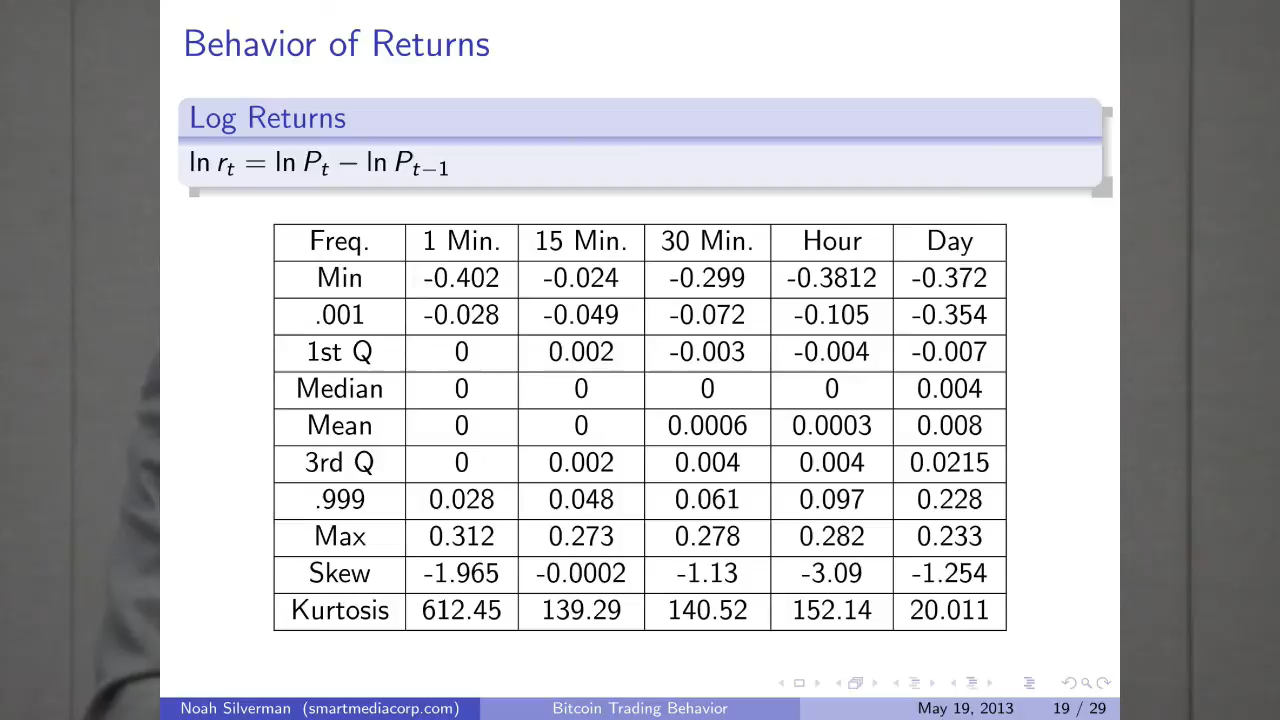 Behavior of Returns
Log Returns
ln rₜ = ln Pₜ − ln Pₜ₋₁
Freq. 1 Min. 15 Min. 30 Min. Hour Day
Min -0.402 -0.024 -0.299 -0.3812 -0.372
.001 -0.028 -0.049 -0.072 -0.105 -0.354
1st Q 0 0.002 -0.003 -0.004 -0.007
Median 0 0 0 0 0.004
Mean 0 0 0.0006 0.0003 0.008
3rd Q 0 0.002 0.004 0.004 0.0215
.999 0.028 0.048 0.061 0.097 0.228
Max 0.312 0.273 0.278 0.282 0.233
Skew -1.965 -0.0002 -1.13 -3.09 -1.254
Kurtosis 612.45 139.29 140.52 152.14 20.011
Noah Silverman (smartmediacorp.com) Bitcoin Trading Behavior May 19, 2013 19 / 29